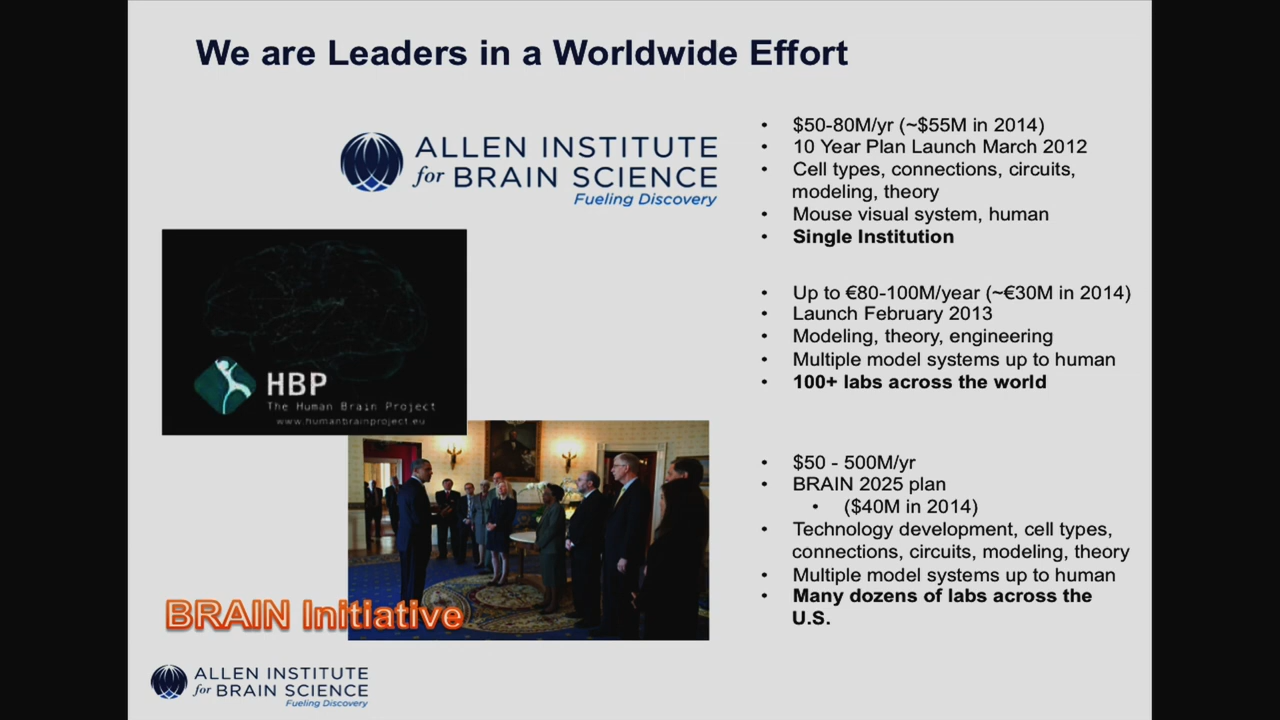 We are Leaders in a Worldwide Effort
ALLEN INSTITUTE
for BRAIN SCIENCE
Fueling Discovery
• $50-80M/yr (~$55M in 2014)
• 10 Year Plan Launch March 2012
• Cell types, connections, circuits,
modeling, theory
• Mouse visual system, human
• Single Institution
HBP
The Human Brain Project
www.humanbrainproject.eu
• Up to €80-100M/year (~€30M in 2014)
• Launch February 2013
• Modeling, theory, engineering
• Multiple model systems up to human
• 100+ labs across the world
BRAIN Initiative
• $50 - 500M/yr
• BRAIN 2025 plan
• ($40M in 2014)
• Technology development, cell types,
connections, circuits, modeling, theory
• Multiple model systems up to human
• Many dozens of labs across the
U.S.
ALLEN INSTITUTE
for BRAIN SCIENCE
Fueling Discovery